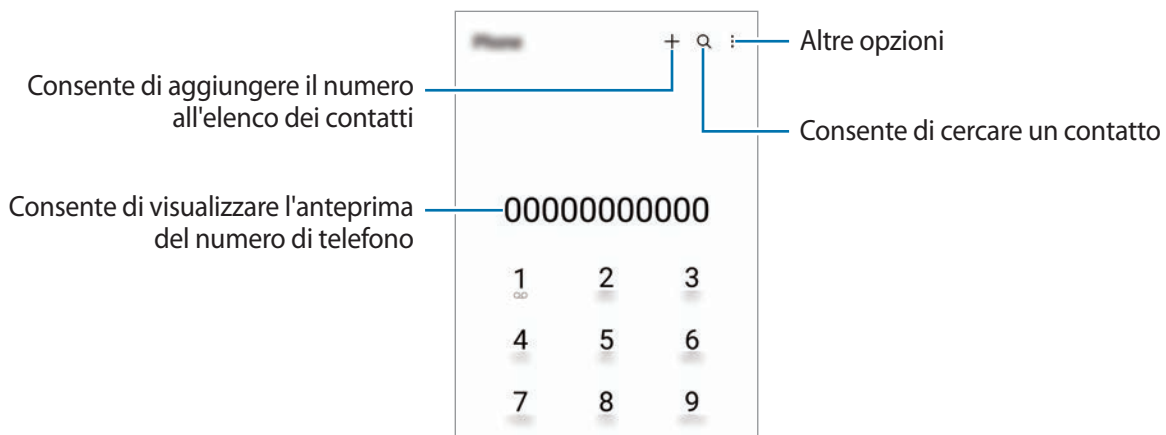 Altre opzioni
Consente di aggiungere il numero
all'elenco dei contatti
Consente di cercare un contatto
Consente di visualizzare l'anteprima
del numero di telefono
00000000000
1 2 3
4 5 6
7 8 9